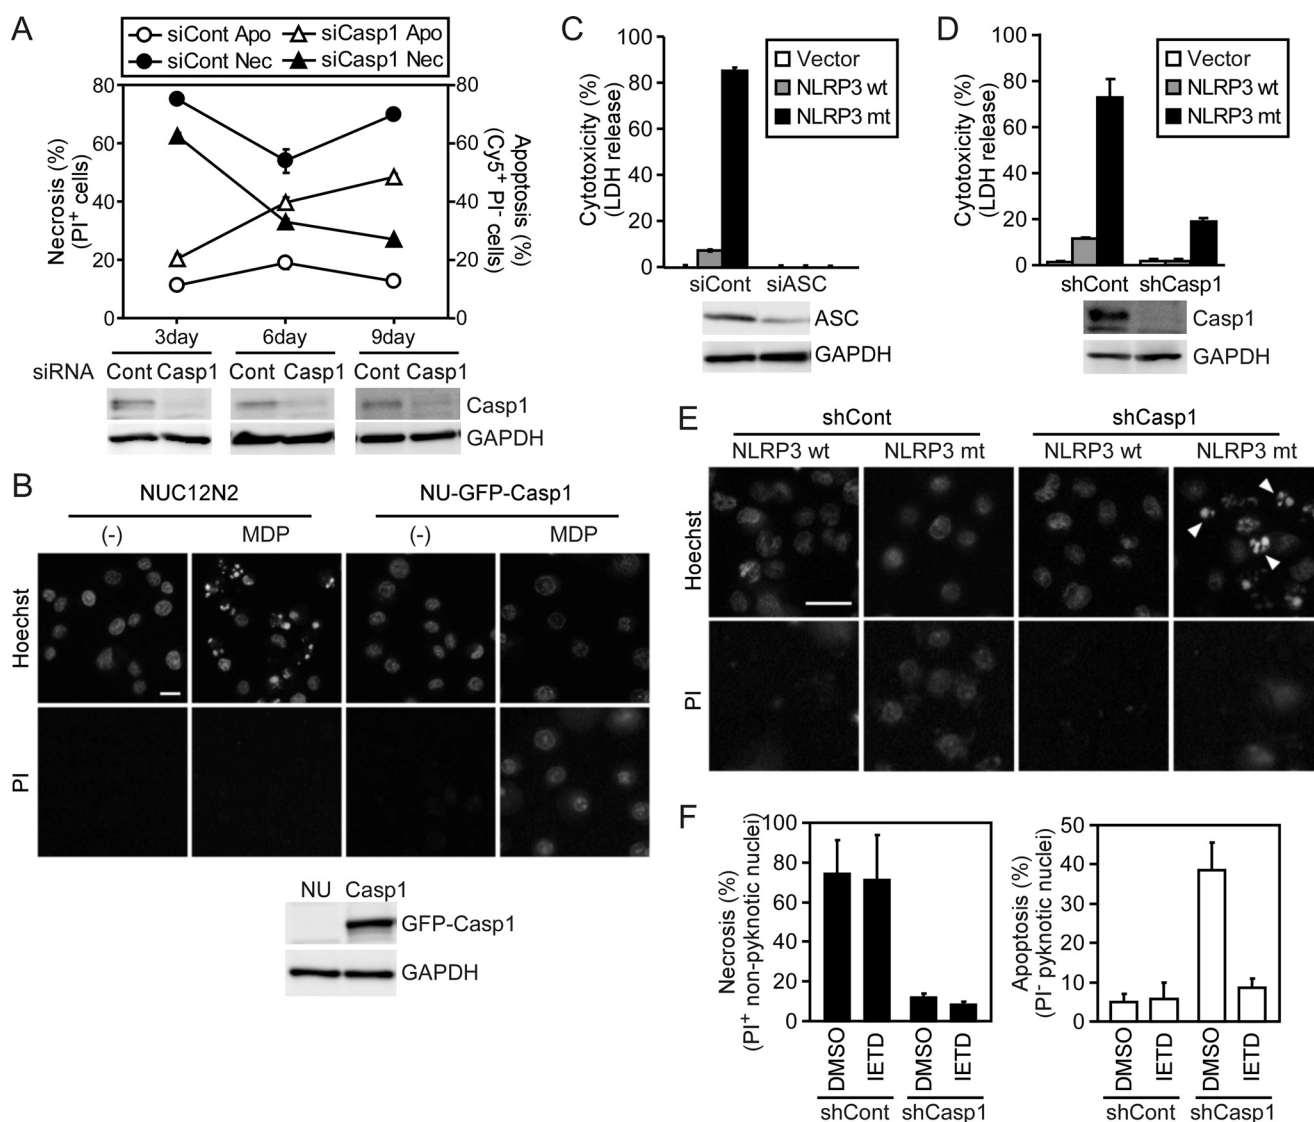 A
siCont Apo
siCasp1 Apo
siCont Nec
siCasp1 Nec
Necrosis (%)
(PI+ cells)
80
60
40
20
0
80
60
40
20
0
Apoptosis (%)
(Cy5+ PI- cells)
3day 6day 9day
siRNA Cont Casp1 Cont Casp1 Cont Casp1
Casp1
GAPDH
B
NUC12N2 NU-GFP-Casp1
(-) MDP (-) MDP
Hoechst
PI
NU Casp1
GFP-Casp1
GAPDH
C
Cytotoxicity (%)
(LDH release)
100
80
60
40
20
0
Vector
NLRP3 wt
NLRP3 mt
siCont siASC
ASC
GAPDH
D
Cytotoxicity (%)
(LDH release)
100
80
60
40
20
0
Vector
NLRP3 wt
NLRP3 mt
shCont shCasp1
Casp1
GAPDH
E
shCont shCasp1
NLRP3 wt NLRP3 mt NLRP3 wt NLRP3 mt
Hoechst
PI
F
Necrosis (%)
(PI+ non-pyknotic nuclei)
100
80
60
40
20
0
DMSO IETD DMSO IETD
shCont shCasp1
Apoptosis (%)
(PI- pyknotic nuclei)
50
40
30
20
10
0
DMSO IETD DMSO IETD
shCont shCasp1